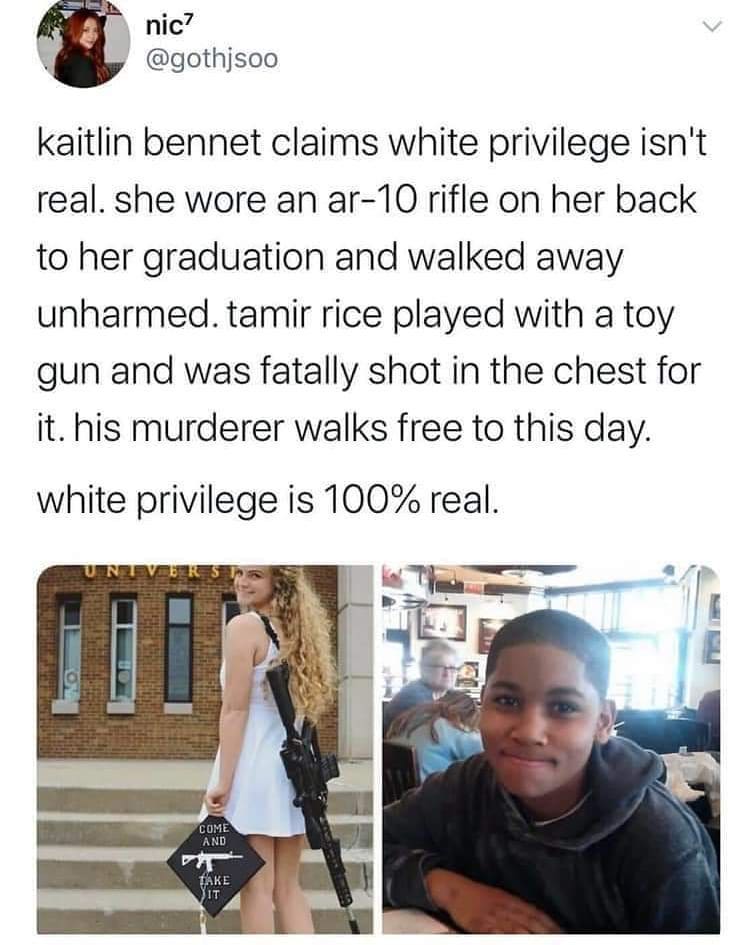 nic⁷
@gothjsoo
kaitlin bennet claims white privilege isn't
real. she wore an ar-10 rifle on her back
to her graduation and walked away
unharmed. tamir rice played with a toy
gun and was fatally shot in the chest for
it. his murderer walks free to this day.
white privilege is 100% real.
UNIVERSI
COME
AND
TAKE
IT